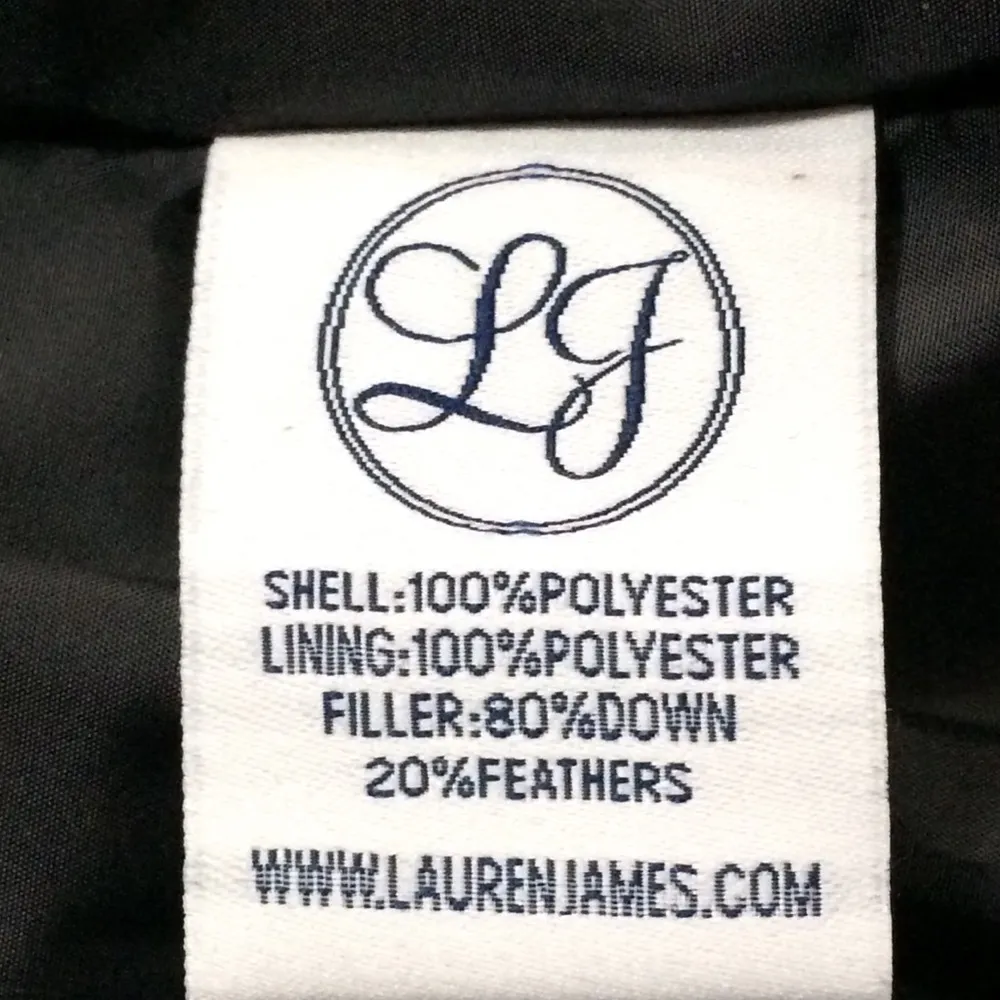 LJ
SHELL:100%POLYESTER
LINING:100%POLYESTER
FILLER:80%DOWN
20%FEATHERS
WWW.LAURENJAMES.COM